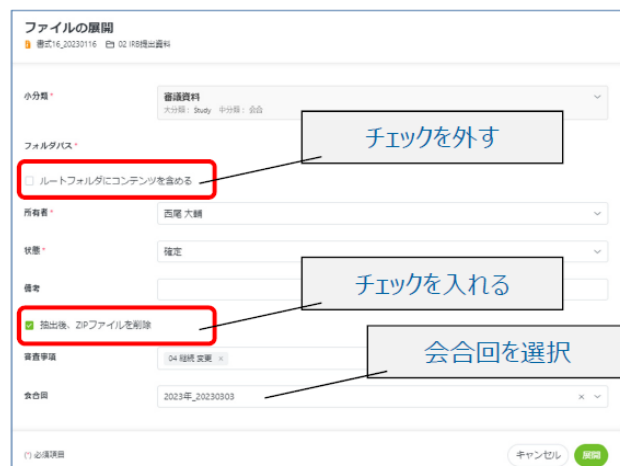 ファイルの展開
書式16_20230116 02 IRB提出資料
小分類 *
審議資料
大分類： Study 中分類： 会合
チェックを外す
フォルダパス *
ルートフォルダにコンテンツを含める
所有者 *
西尾 大輔
状態 *
確定
チェックを入れる
備考
抽出後、ZIPファイルを削除
会合回を選択
審査事項
04 継続 変更 ×
会合回
2023年_20230303
(*) 必須項目
キャンセル
展開